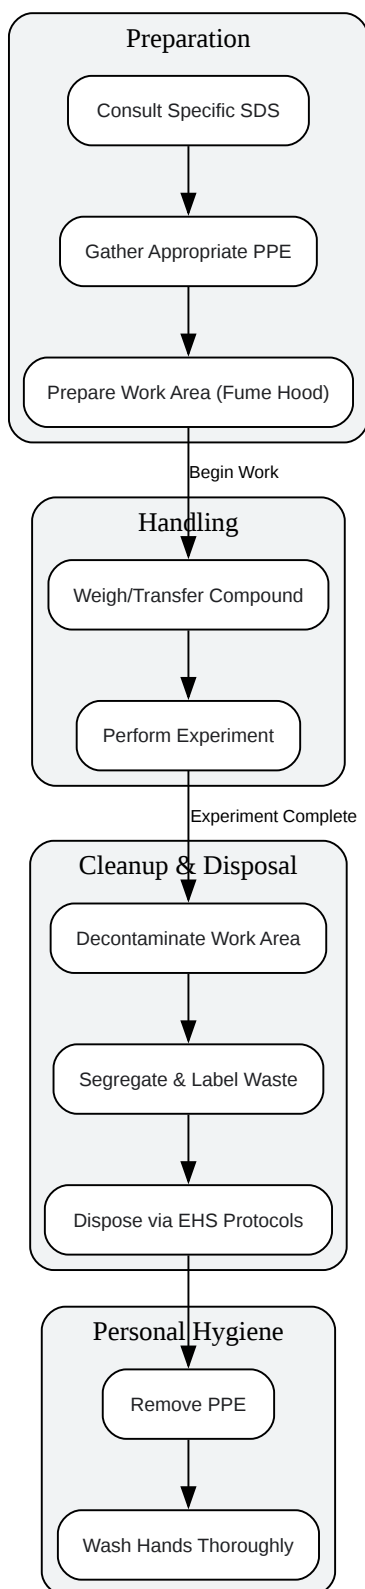 Preparation
Consult Specific SDS
Gather Appropriate PPE
Prepare Work Area (Fume Hood)
Begin Work
Handling
Weigh/Transfer Compound
Perform Experiment
Experiment Complete
Cleanup & Disposal
Decontaminate Work Area
Segregate & Label Waste
Dispose via EHS Protocols
Personal Hygiene
Remove PPE
Wash Hands Thoroughly